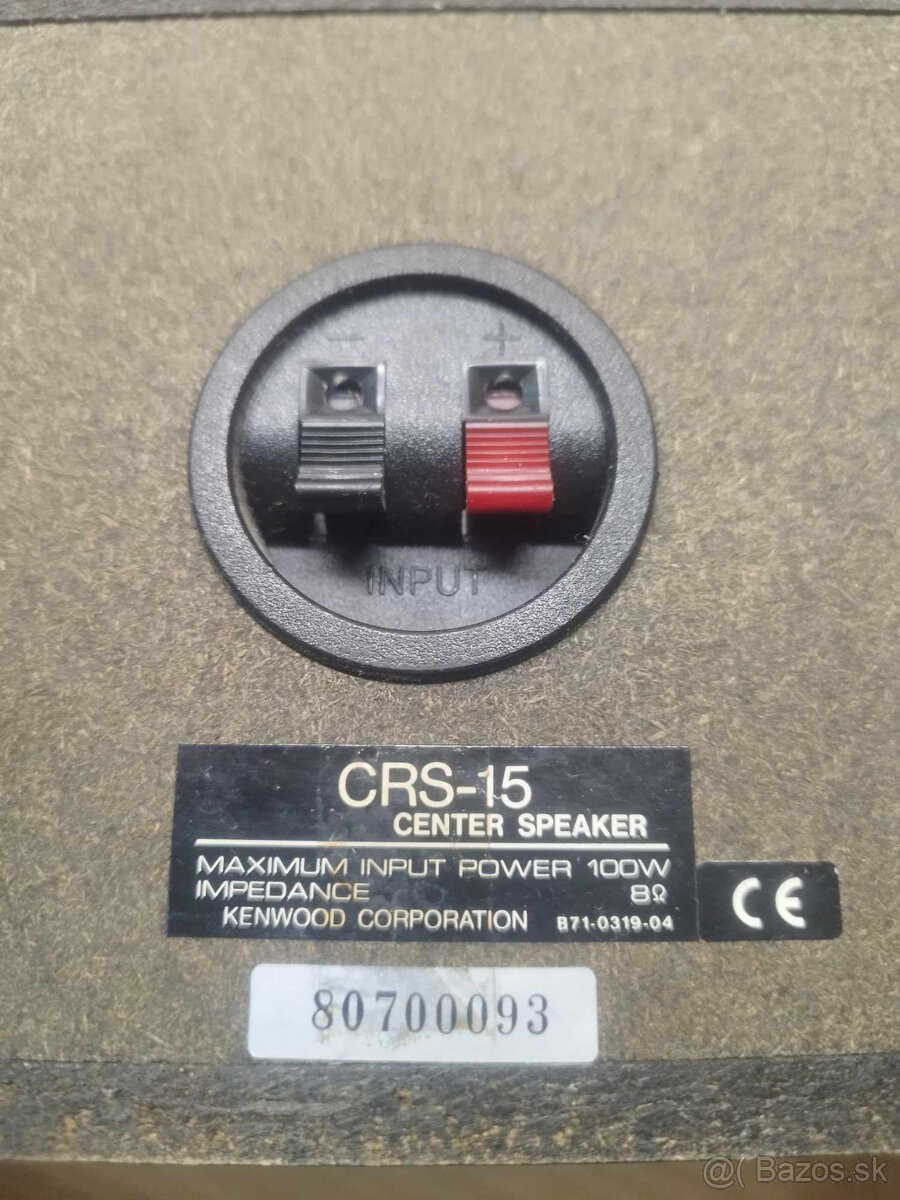 - +
INPUT
CRS-15
CENTER SPEAKER
MAXIMUM INPUT POWER 100W
IMPEDANCE 8Ω
KENWOOD CORPORATION B71-0319-04
CE
80700093
@( Bazos.sk